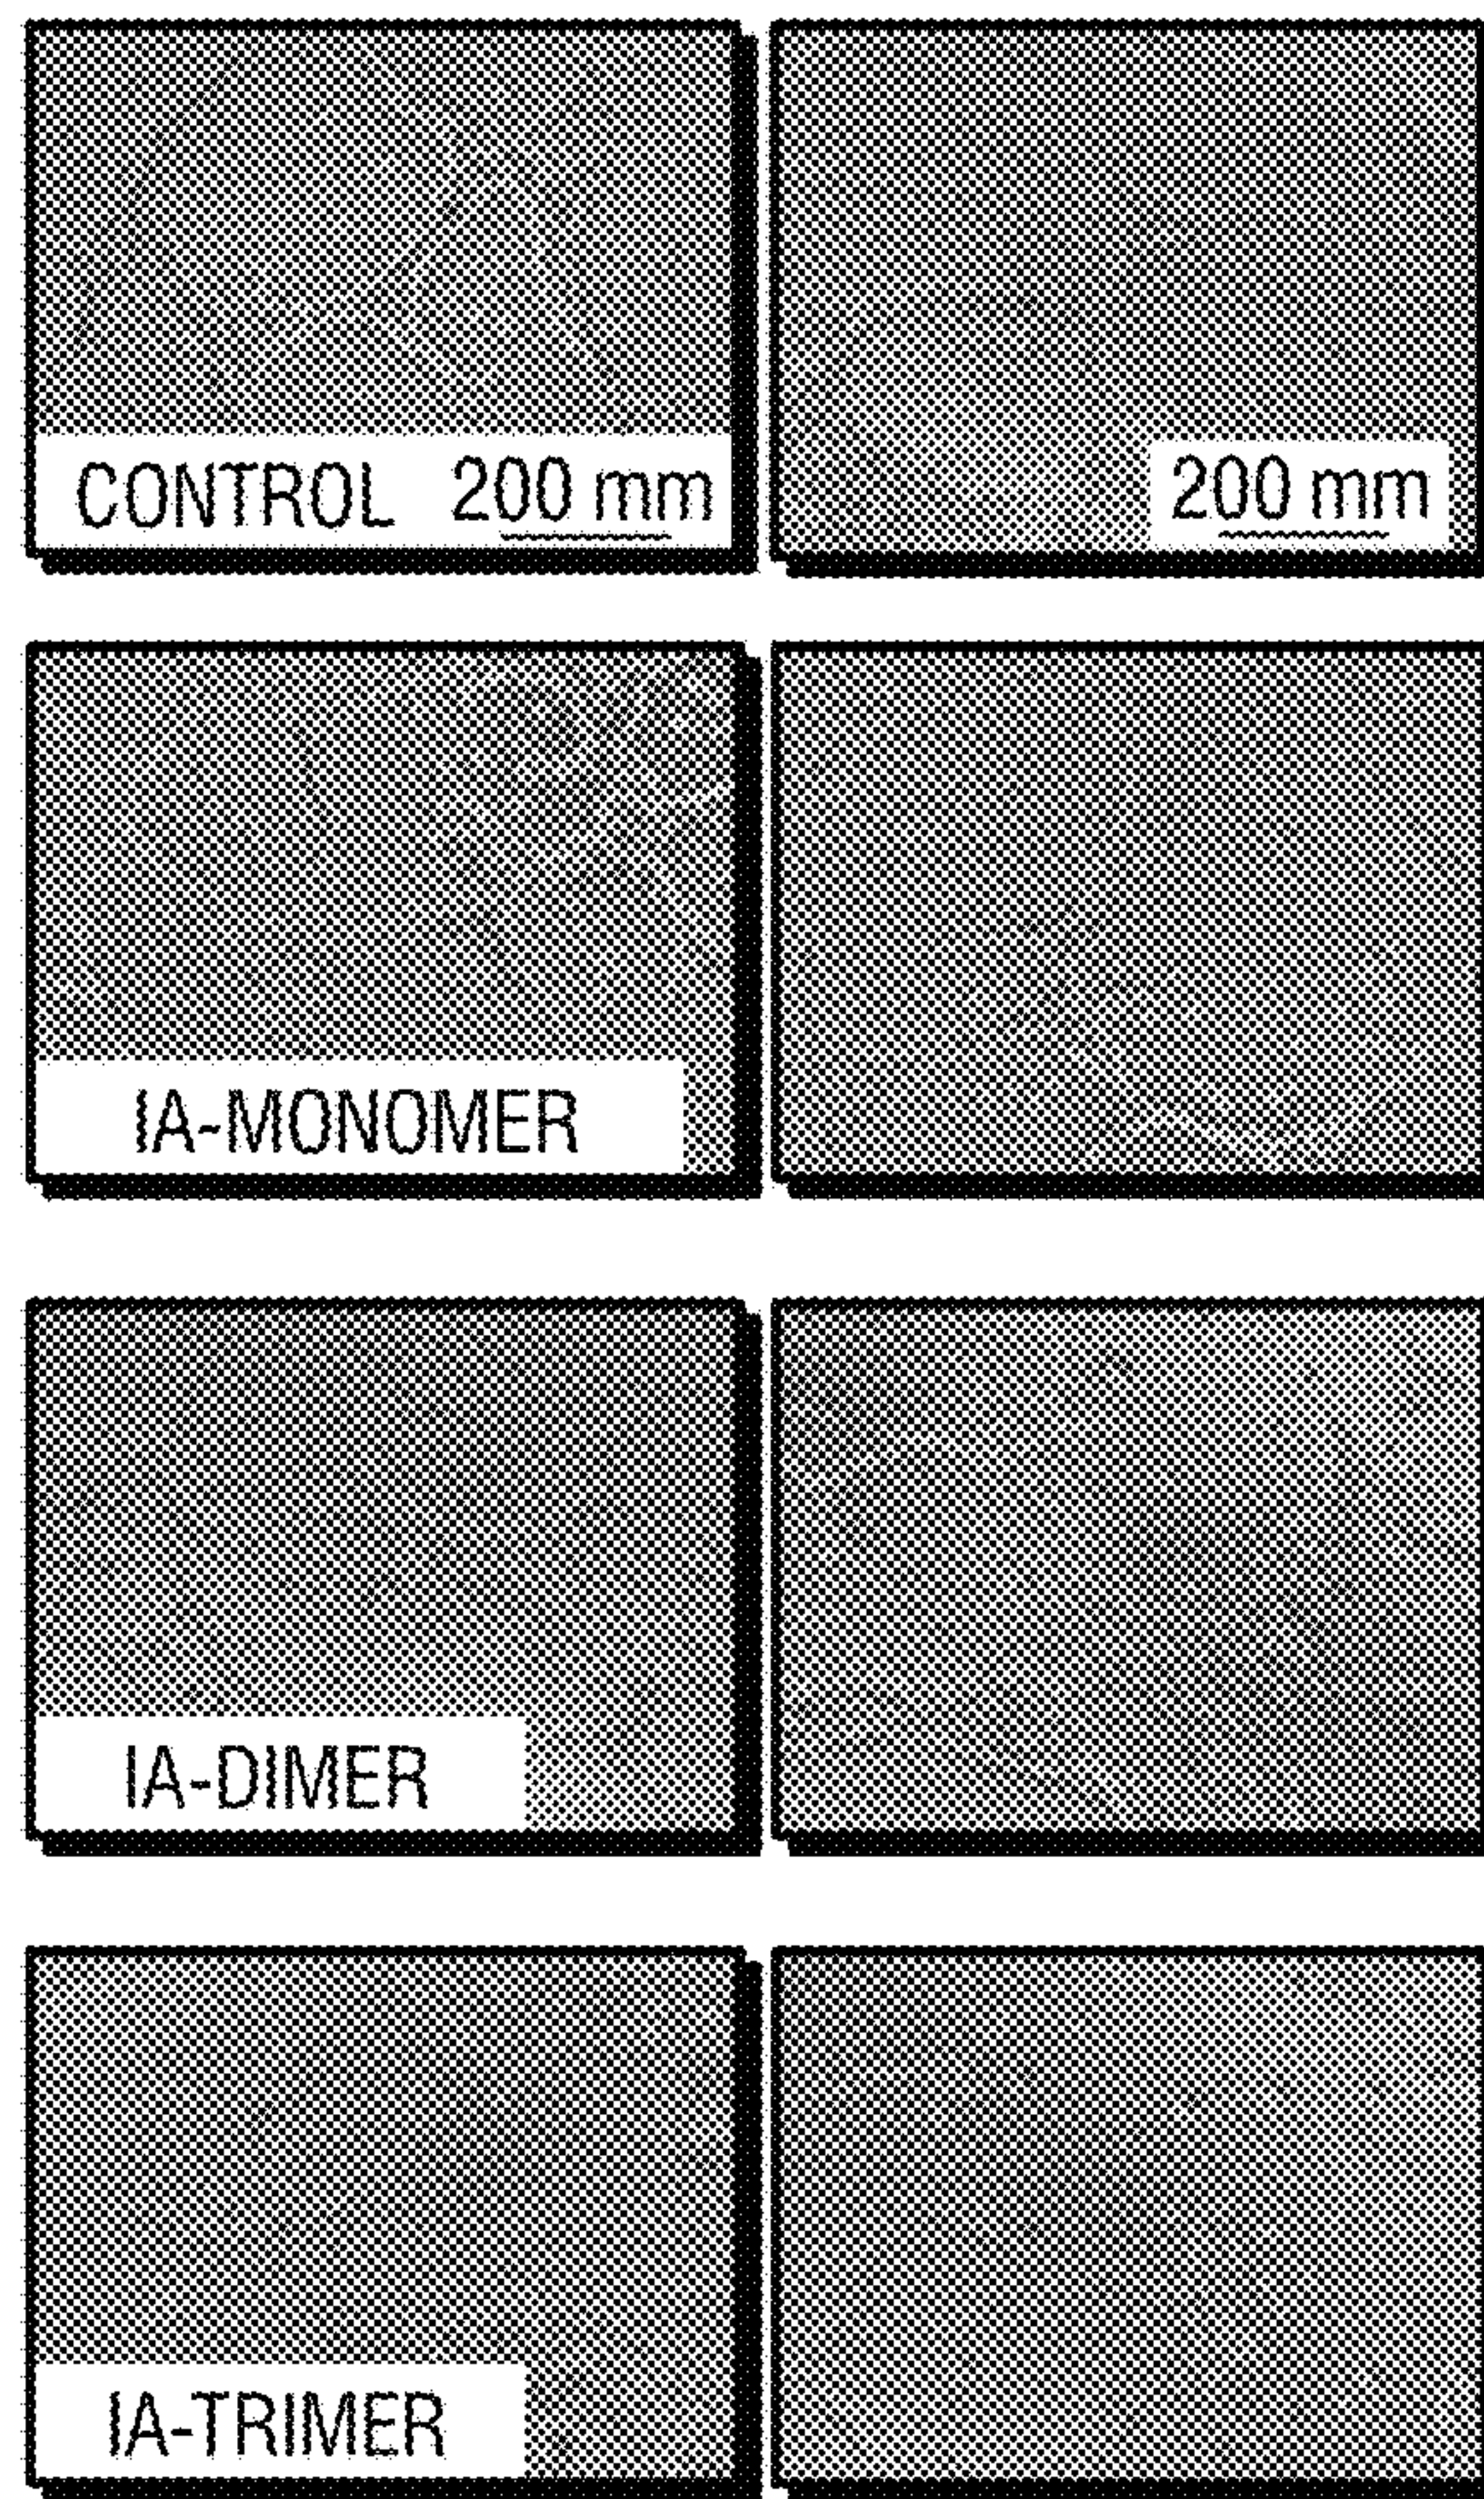 CONTROL 200 mm
200 mm
IA-MONOMER
IA-DIMER
IA-TRIMER